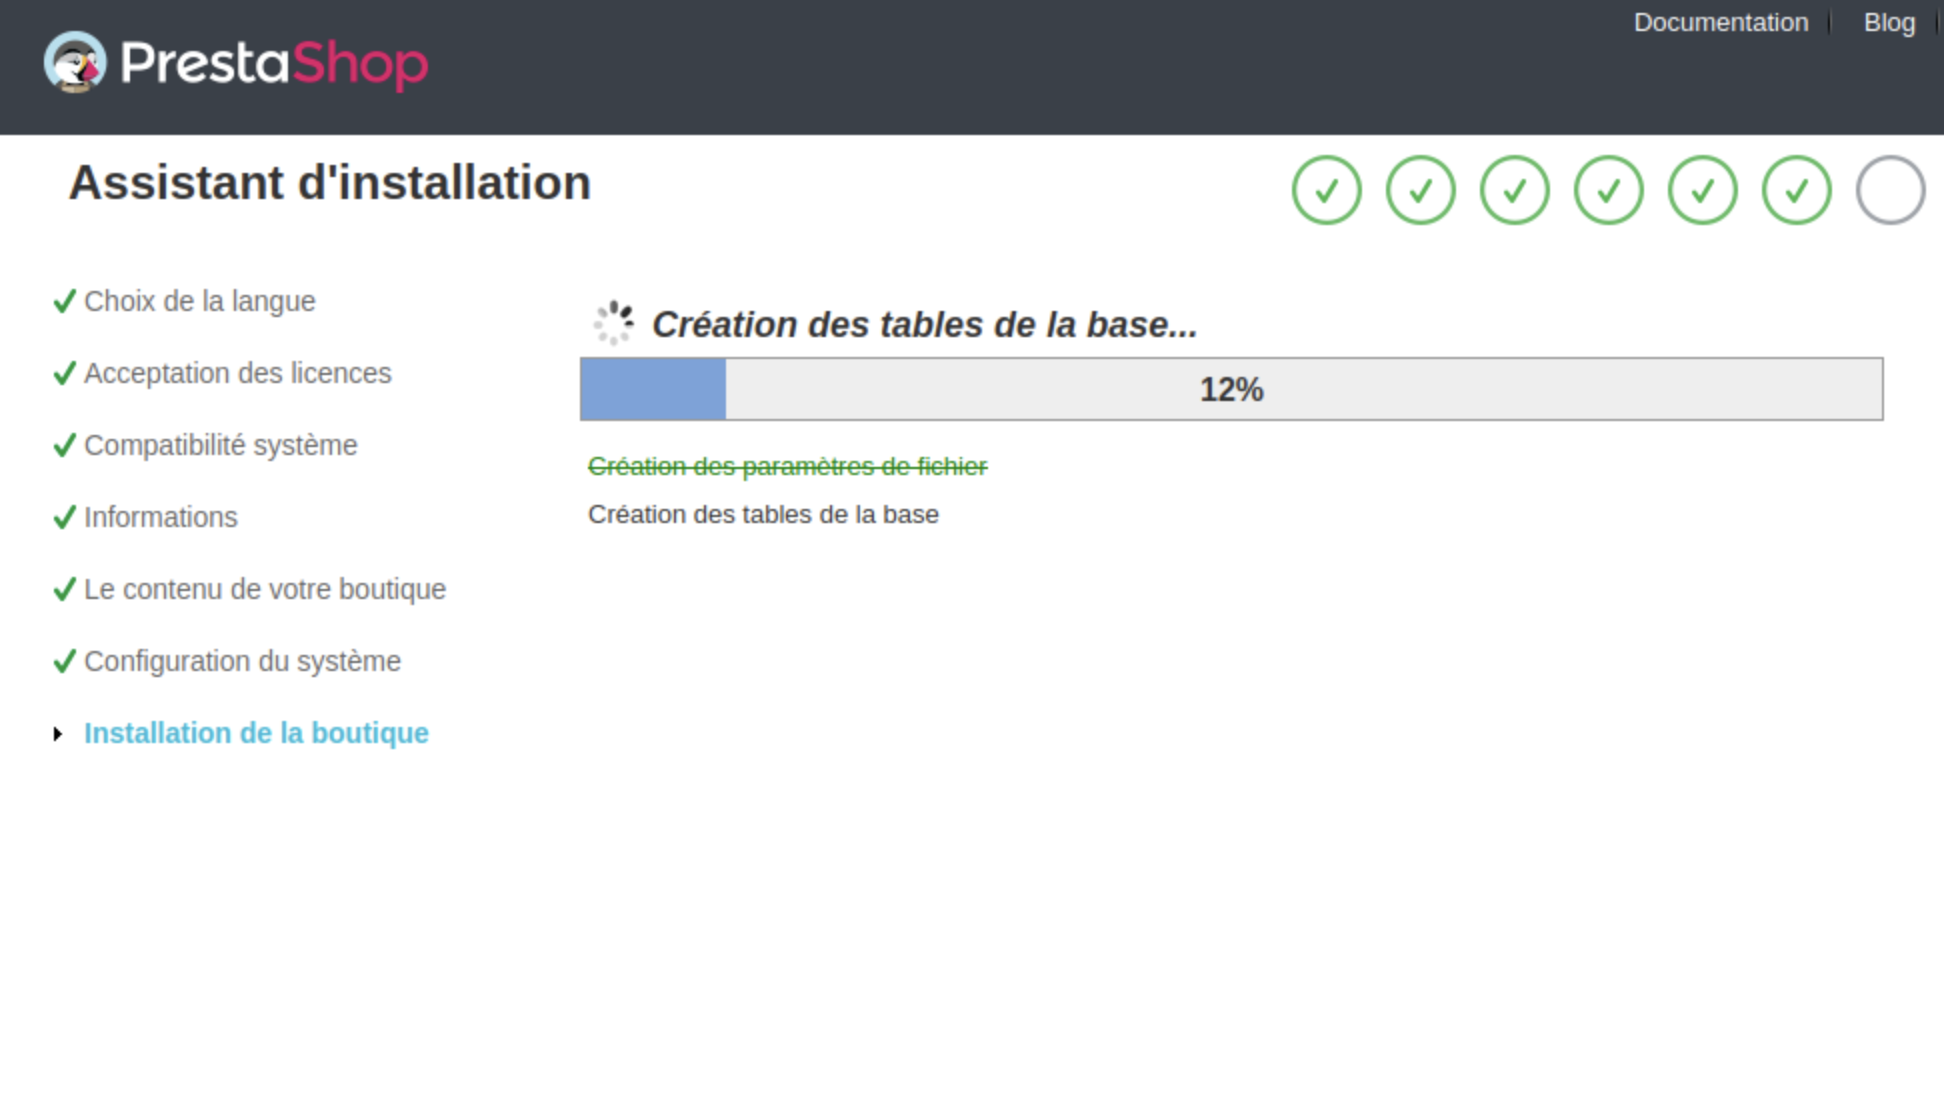 Documentation
Blog
PrestaShop
Assistant d'installation
Choix de la langue
Acceptation des licences
Compatibilité système
Informations
Le contenu de votre boutique
Configuration du système
Installation de la boutique
Création des tables de la base...
12%
Création des paramètres de fichier
Création des tables de la base